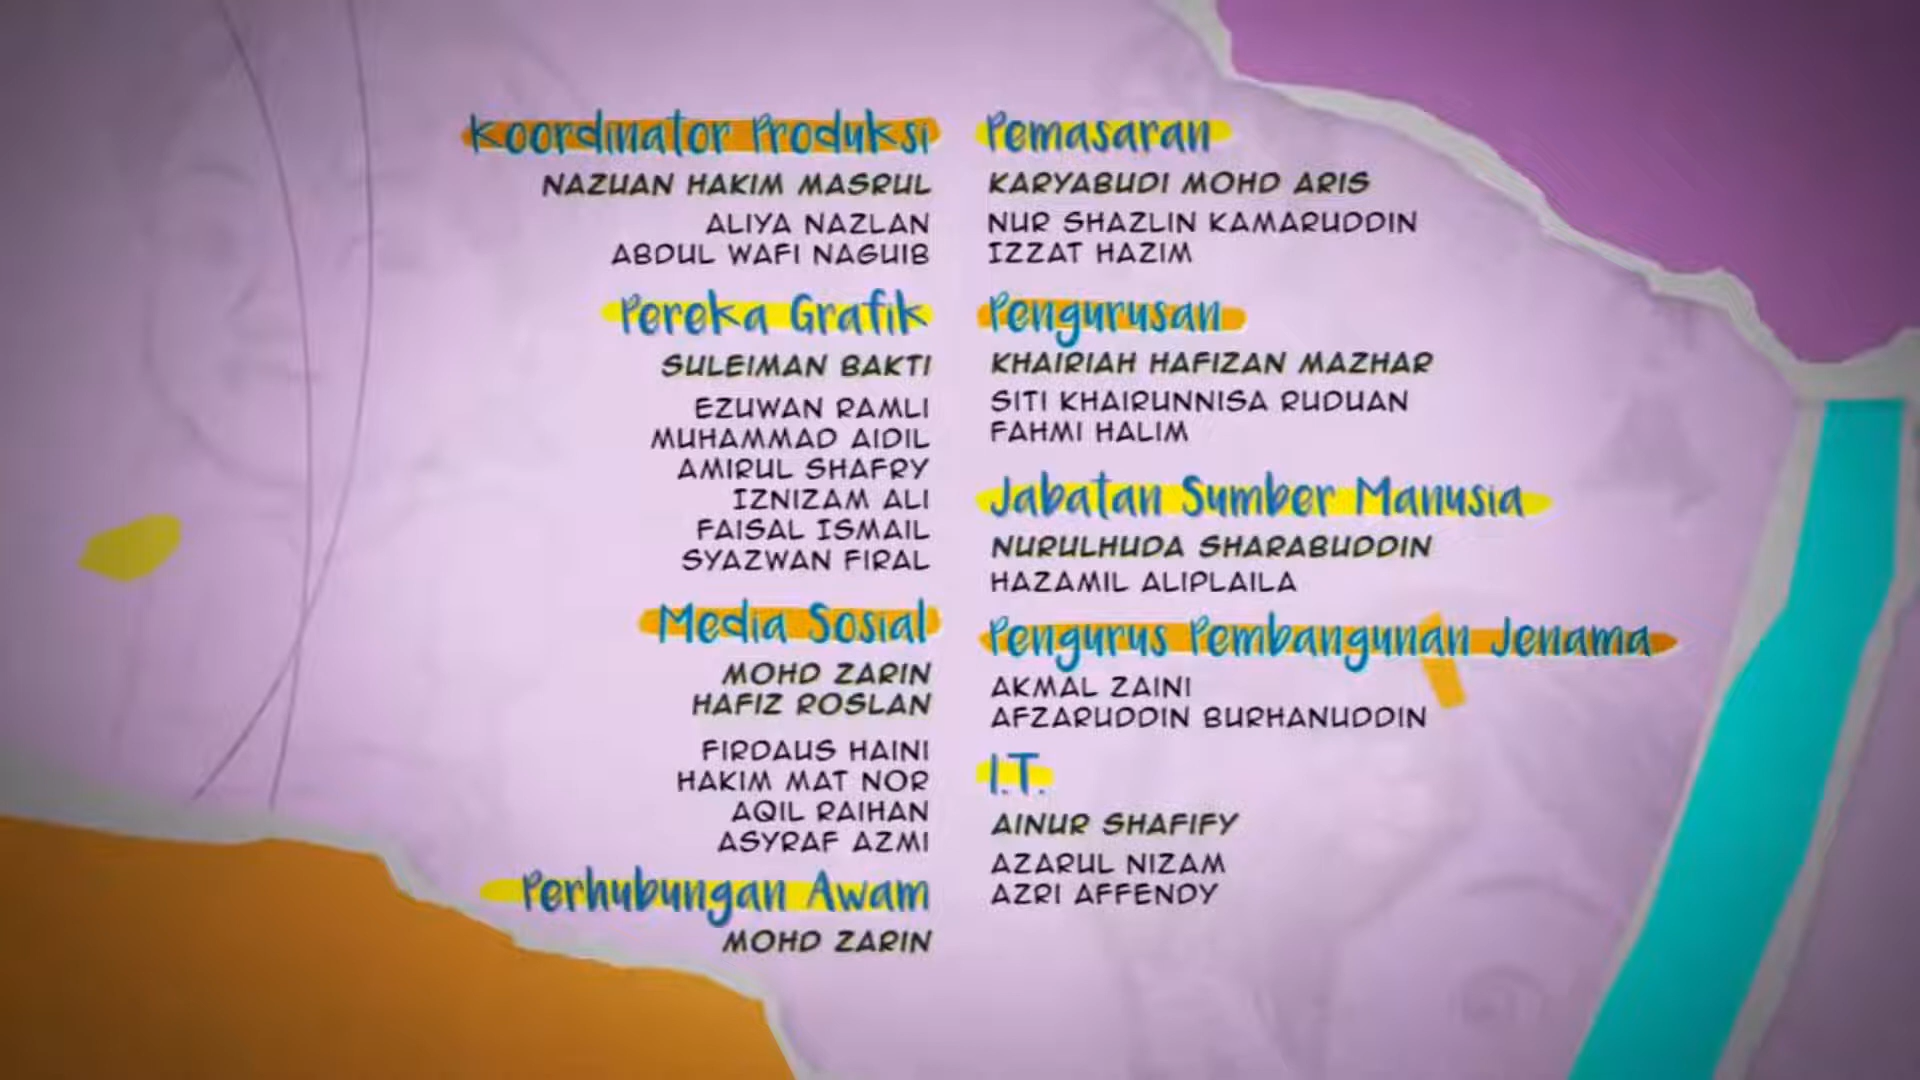 Koordinator Produksi
NAZUAN HAKIM MASRUL
ALIYA NAZLAN
ABDUL WAFI NAGUIB
Pereka Grafik
SULEIMAN BAKTI
EZUWAN RAMLI
MUHAMMAD AIDIL
AMIRUL SHAFRY
IZNIZAM ALI
FAISAL ISMAIL
SYAZWAN FIRAL
Media Sosial
MOHD ZARIN
HAFIZ ROSLAN
FIRDAUS HAINI
HAKIM MAT NOR
AQIL RAIHAN
ASYRAF AZMI
Perhubungan Awam
MOHD ZARIN
Pemasaran
KARYABUDI MOHD ARIS
NUR SHAZLIN KAMARUDDIN
IZZAT HAZIM
Pengurusan
KHAIRIAH HAFIZAN MAZHAR
SITI KHAIRUNNISA RUDUAN
FAHMI HALIM
Jabatan Sumber Manusia
NURULHUDA SHARABUDDIN
HAZAMIL ALIPLAILA
Pengurus Pembangunan Jenama
AKMAL ZAINI
AFZARUDDIN BURHANUDDIN
I.T.
AINUR SHAFIFY
AZARUL NIZAM
AZRI AFFENDY